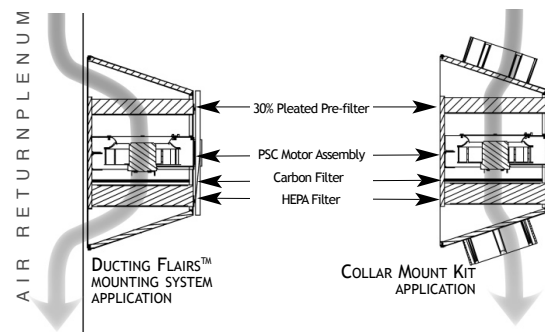 AIR RETURNPLENUM
30% Pleated Pre-filter
PSC Motor Assembly
Carbon Filter
HEPA Filter
DUCTING FLAIRS™
MOUNTING SYSTEM
APPLICATION
COLLAR MOUNT KIT
APPLICATION